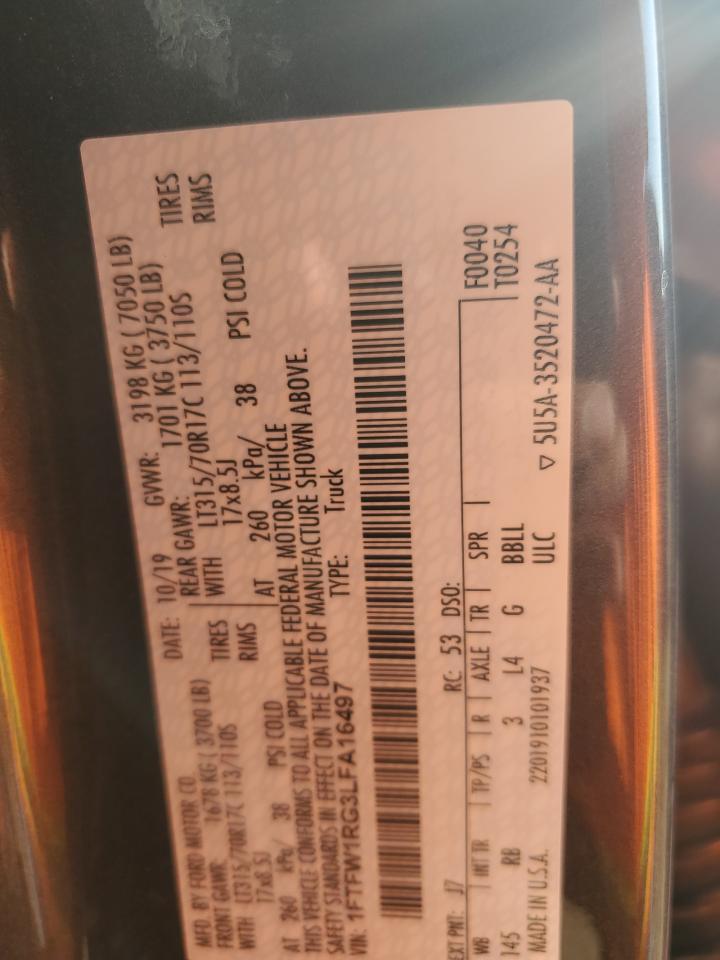 MFD. BY FORD MOTOR CO. DATE: 10/19 GVWR: 3198 KG ( 7050 LB)
FRONT GAWR: 1678 KG ( 3700 LB) REAR GAWR: 1701 KG ( 3750 LB)
WITH LT315/70R17C 113/110S TIRES WITH LT315/70R17C 113/110S TIRES
17x8.5J RIMS 17x8.5J RIMS
AT 260 kPa/ 38 PSI COLD AT 260 kPa/ 38 PSI COLD
THIS VEHICLE CONFORMS TO ALL APPLICABLE FEDERAL MOTOR VEHICLE
SAFETY STANDARDS IN EFFECT ON THE DATE OF MANUFACTURE SHOWN ABOVE.
VIN: 1FTFW1RG3LFA16497 TYPE: Truck
EXT PNT: J7 RC: 53 DSO: F0040
WB INT TR TP/PS R AXLE TR SPR T0254
145 RB 3 L4 G BBLL
MADE IN U.S.A. 2201910101937 ULC ▽ 5U5A-3520472-AA